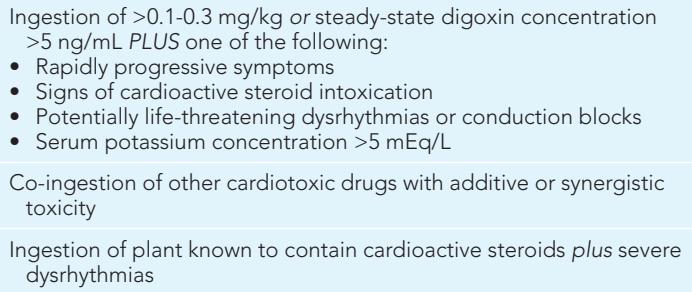 Ingestion of >0.1-0.3 mg/kg or steady-state digoxin concentration
>5 ng/mL PLUS one of the following:
• Rapidly progressive symptoms
• Signs of cardioactive steroid intoxication
• Potentially life-threatening dysrhythmias or conduction blocks
• Serum potassium concentration >5 mEq/L
Co-ingestion of other cardiotoxic drugs with additive or synergistic
toxicity
Ingestion of plant known to contain cardioactive steroids plus severe
dysrhythmias